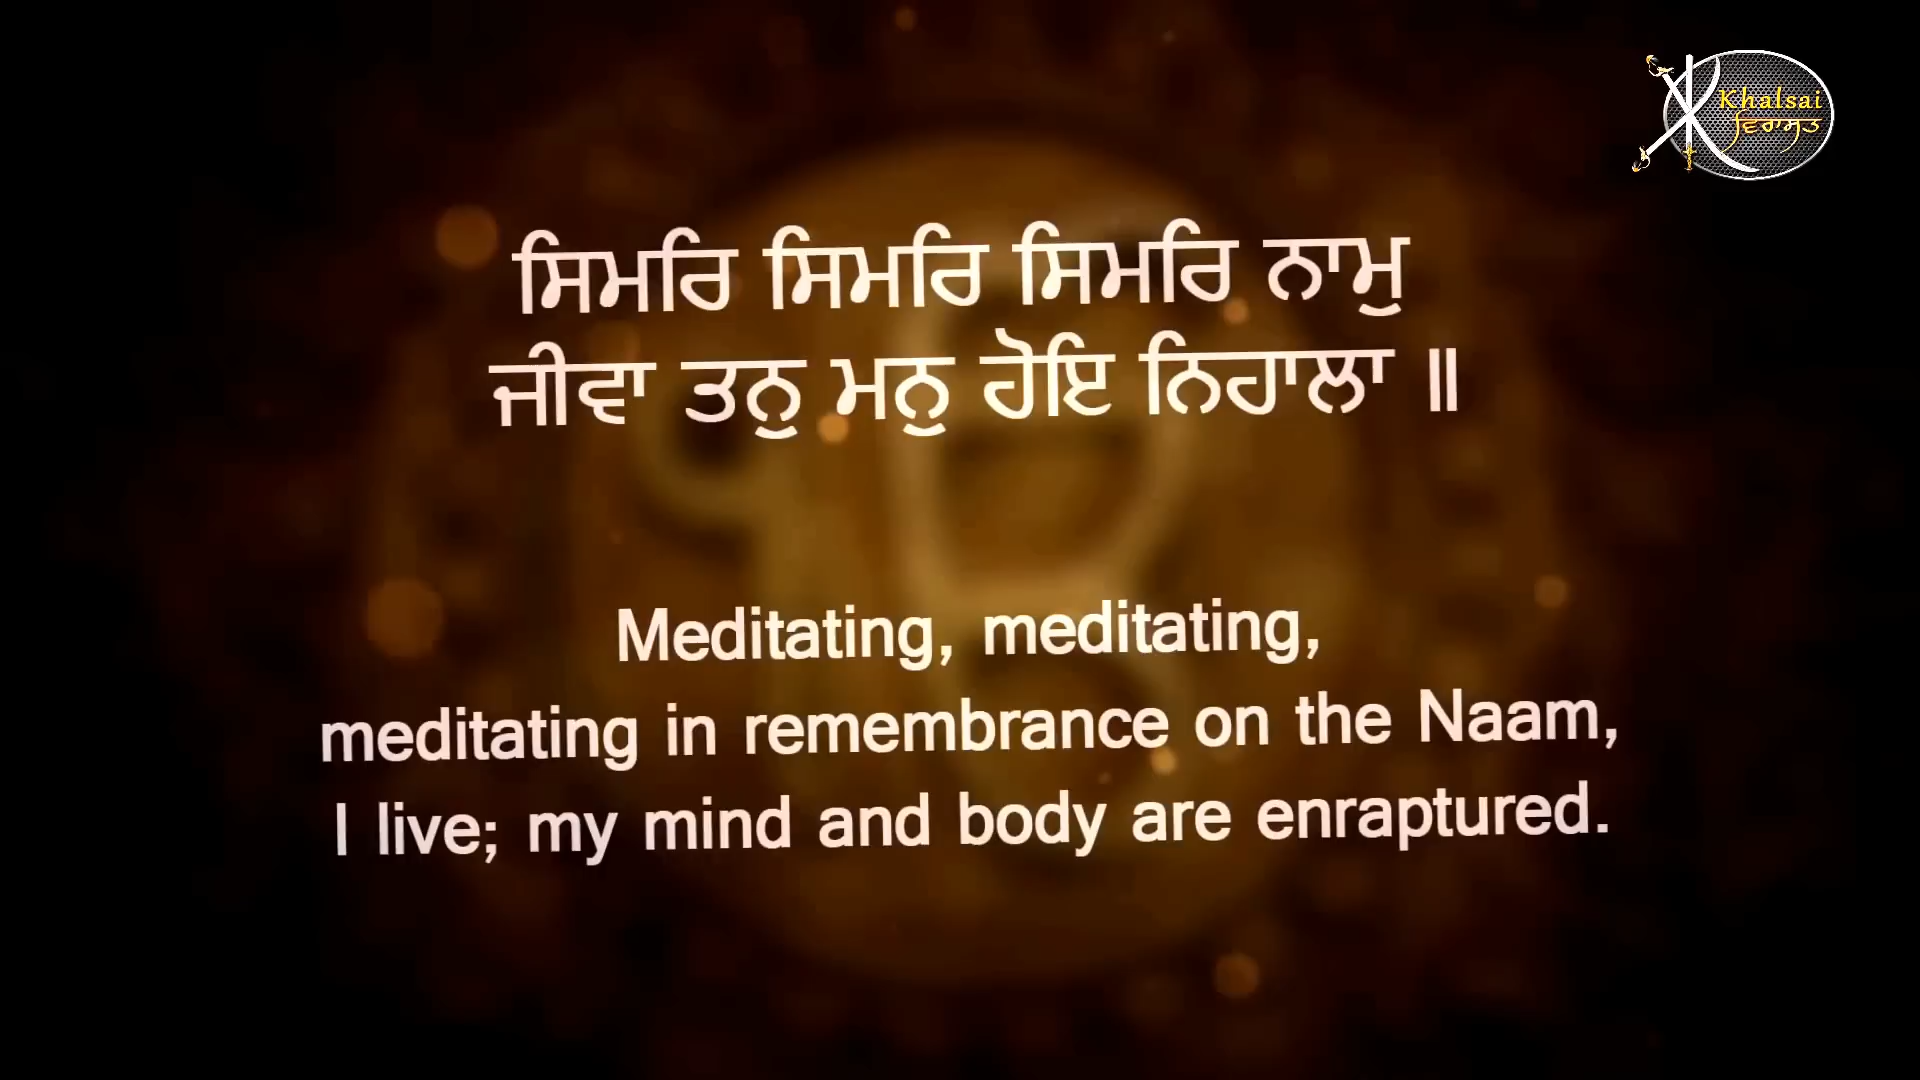 Khalsai
ਵਿਰਾਸਤ
ਸਿਮਰਿ ਸਿਮਰਿ ਸਿਮਰਿ ਨਾਮੁ
ਜੀਵਾ ਤਨੁ ਮਨੁ ਹੋਇ ਨਿਹਾਲਾ ॥
Meditating, meditating,
meditating in remembrance on the Naam,
I live; my mind and body are enraptured.